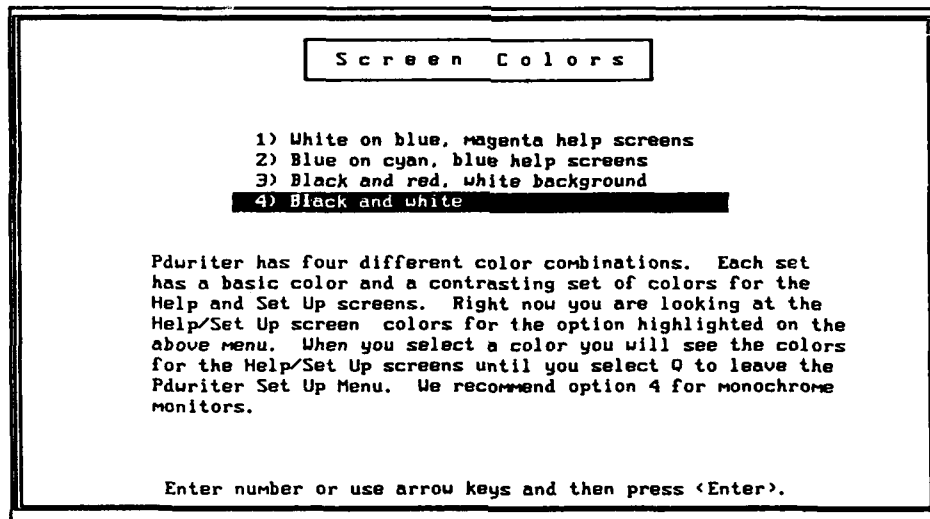 Screen Colors
1) White on blue, magenta help screens
2) Blue on cyan, blue help screens
3) Black and red, white background
4) Black and white
Pdwriter has four different color combinations. Each set
has a basic color and a contrasting set of colors for the
Help and Set Up screens. Right now you are looking at the
Help/Set Up screen colors for the option highlighted on the
above menu. When you select a color you will see the colors
for the Help/Set Up screens until you select Q to leave the
Pdwriter Set Up Menu. We recommend option 4 for monochrome
monitors.
Enter number or use arrow keys and then press <Enter>.